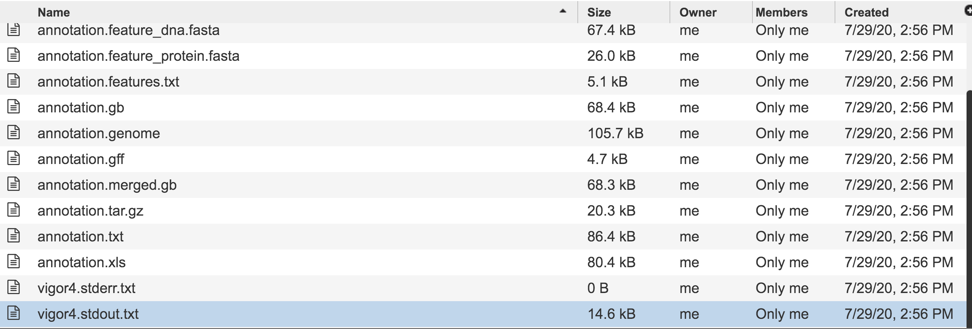 Name Size Owner Members Created
annotation.feature_dna.fasta 67.4 kB me Only me 7/29/20, 2:56 PM
annotation.feature_protein.fasta 26.0 kB me Only me 7/29/20, 2:56 PM
annotation.features.txt 5.1 kB me Only me 7/29/20, 2:56 PM
annotation.gb 68.4 kB me Only me 7/29/20, 2:56 PM
annotation.genome 105.7 kB me Only me 7/29/20, 2:56 PM
annotation.gff 4.7 kB me Only me 7/29/20, 2:56 PM
annotation.merged.gb 68.3 kB me Only me 7/29/20, 2:56 PM
annotation.tar.gz 20.3 kB me Only me 7/29/20, 2:56 PM
annotation.txt 86.4 kB me Only me 7/29/20, 2:56 PM
annotation.xls 80.4 kB me Only me 7/29/20, 2:56 PM
vigor4.stderr.txt 0 B me Only me 7/29/20, 2:56 PM
vigor4.stdout.txt 14.6 kB me Only me 7/29/20, 2:56 PM